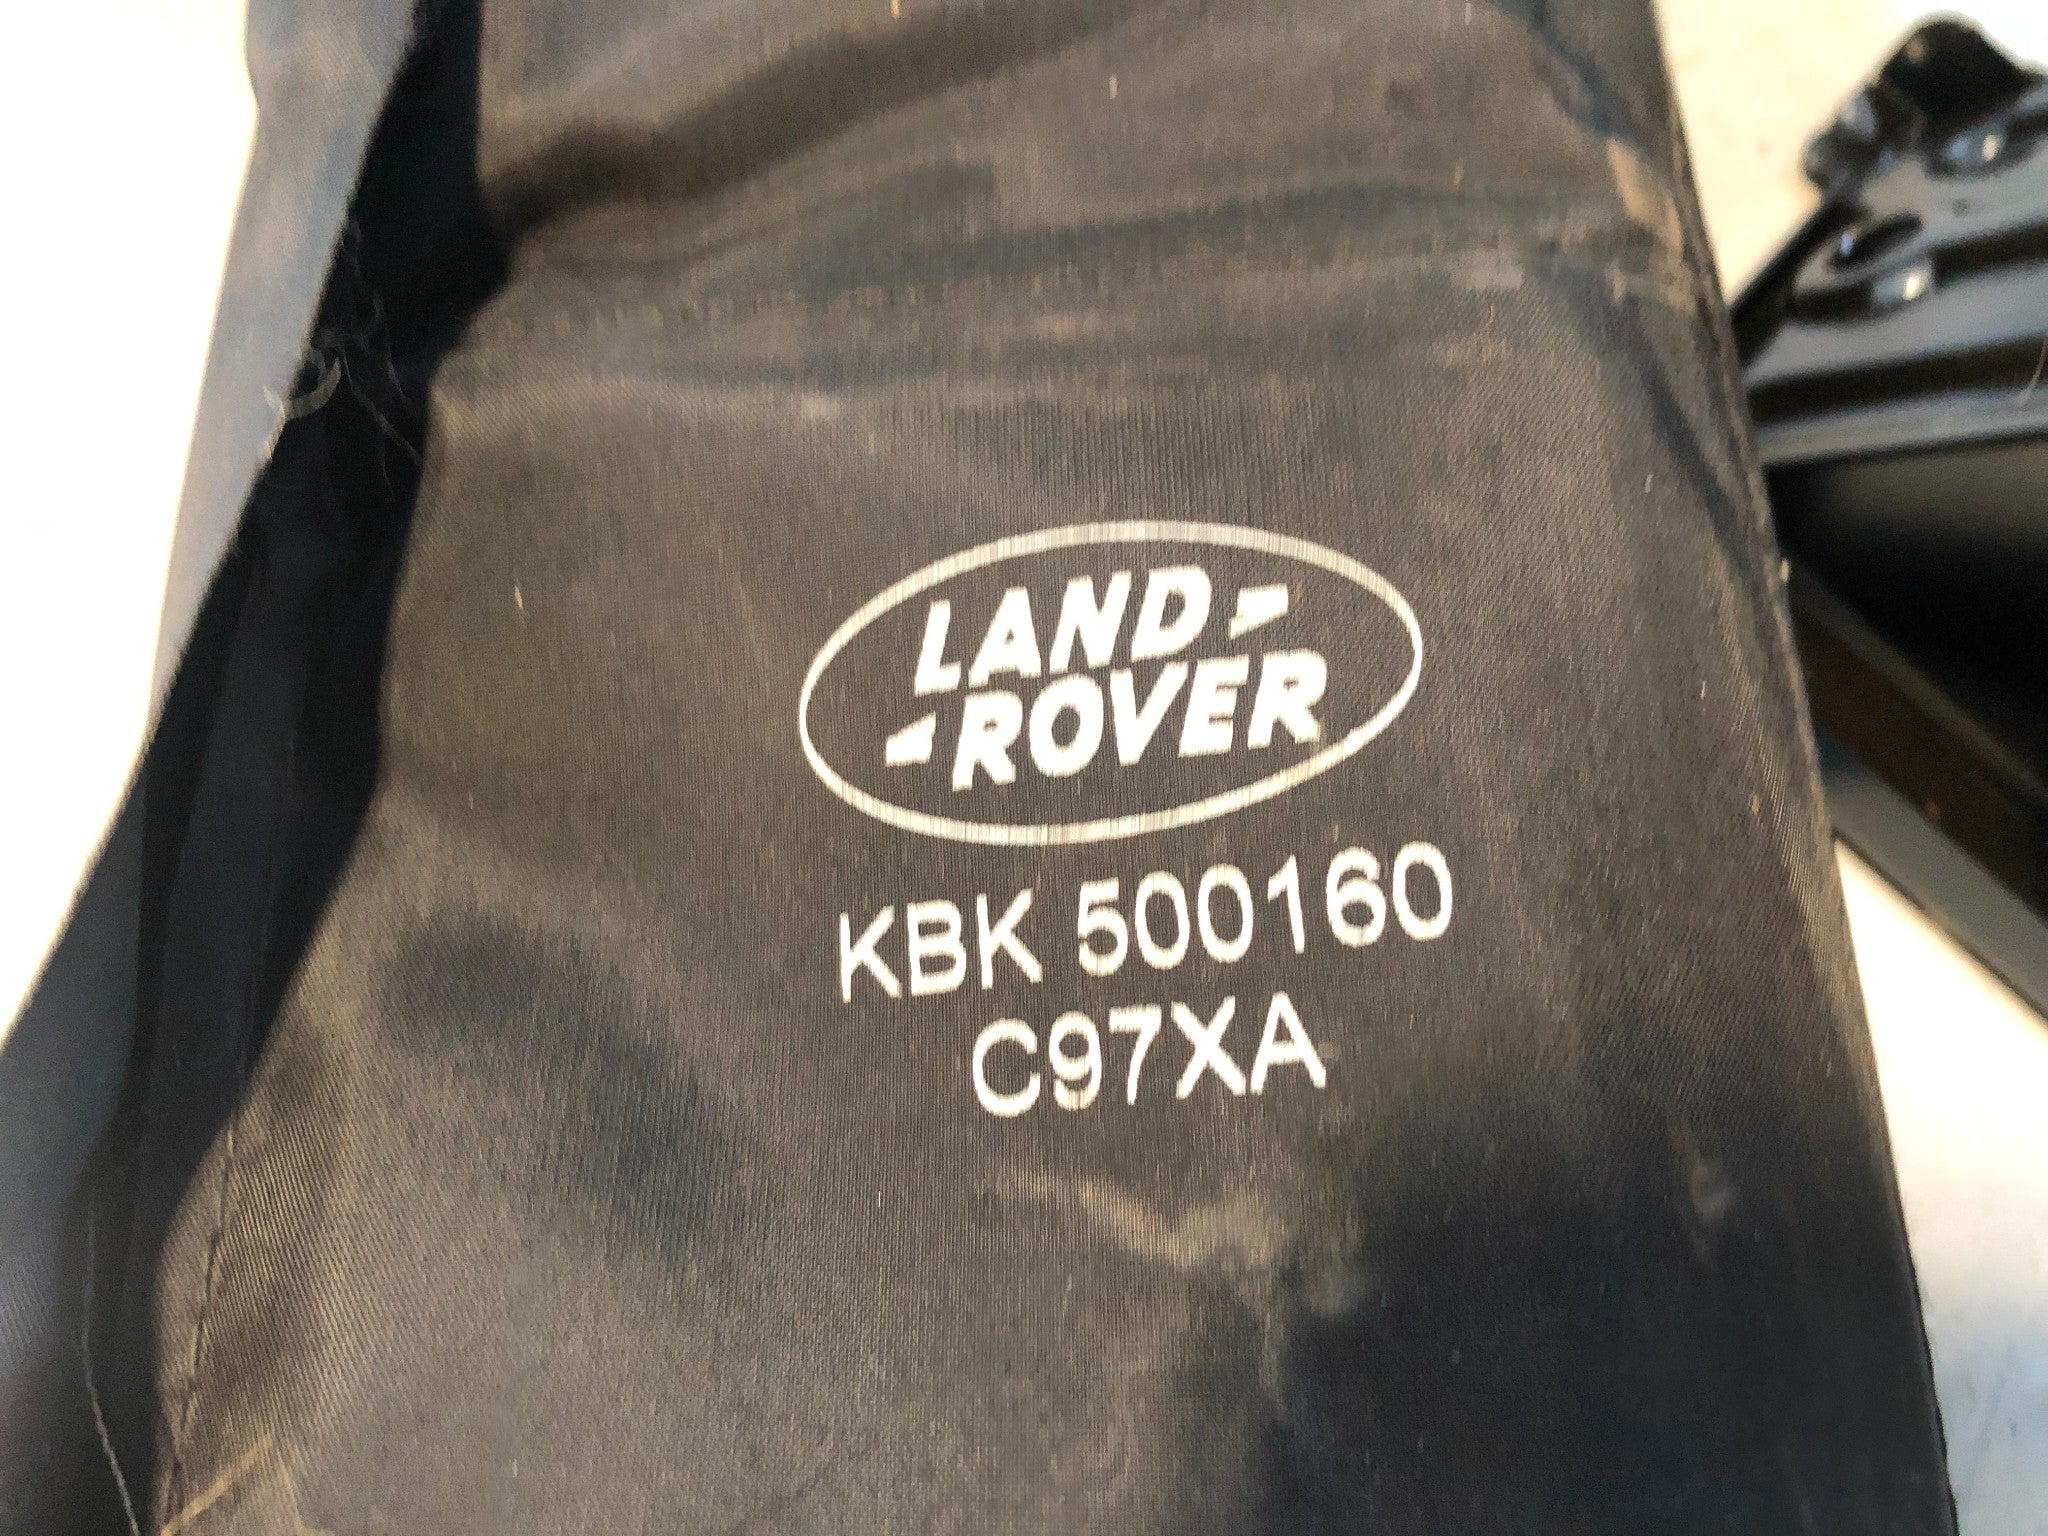 LAND
ROVER
KBK 500160
C97XA